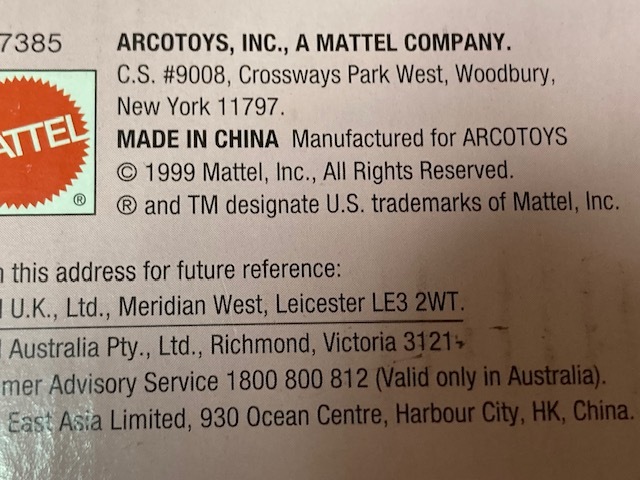 7385
ARCOTOYS, INC., A MATTEL COMPANY.
C.S. #9008, Crossways Park West, Woodbury,
New York 11797.
MADE IN CHINA Manufactured for ARCOTOYS
© 1999 Mattel, Inc., All Rights Reserved.
® and TM designate U.S. trademarks of Mattel, Inc.
ATTEL
®
this address for future reference:
U.K., Ltd., Meridian West, Leicester LE3 2WT.
Australia Pty., Ltd., Richmond, Victoria 3121.
mer Advisory Service 1800 800 812 (Valid only in Australia).
East Asia Limited, 930 Ocean Centre, Harbour City, HK, China.